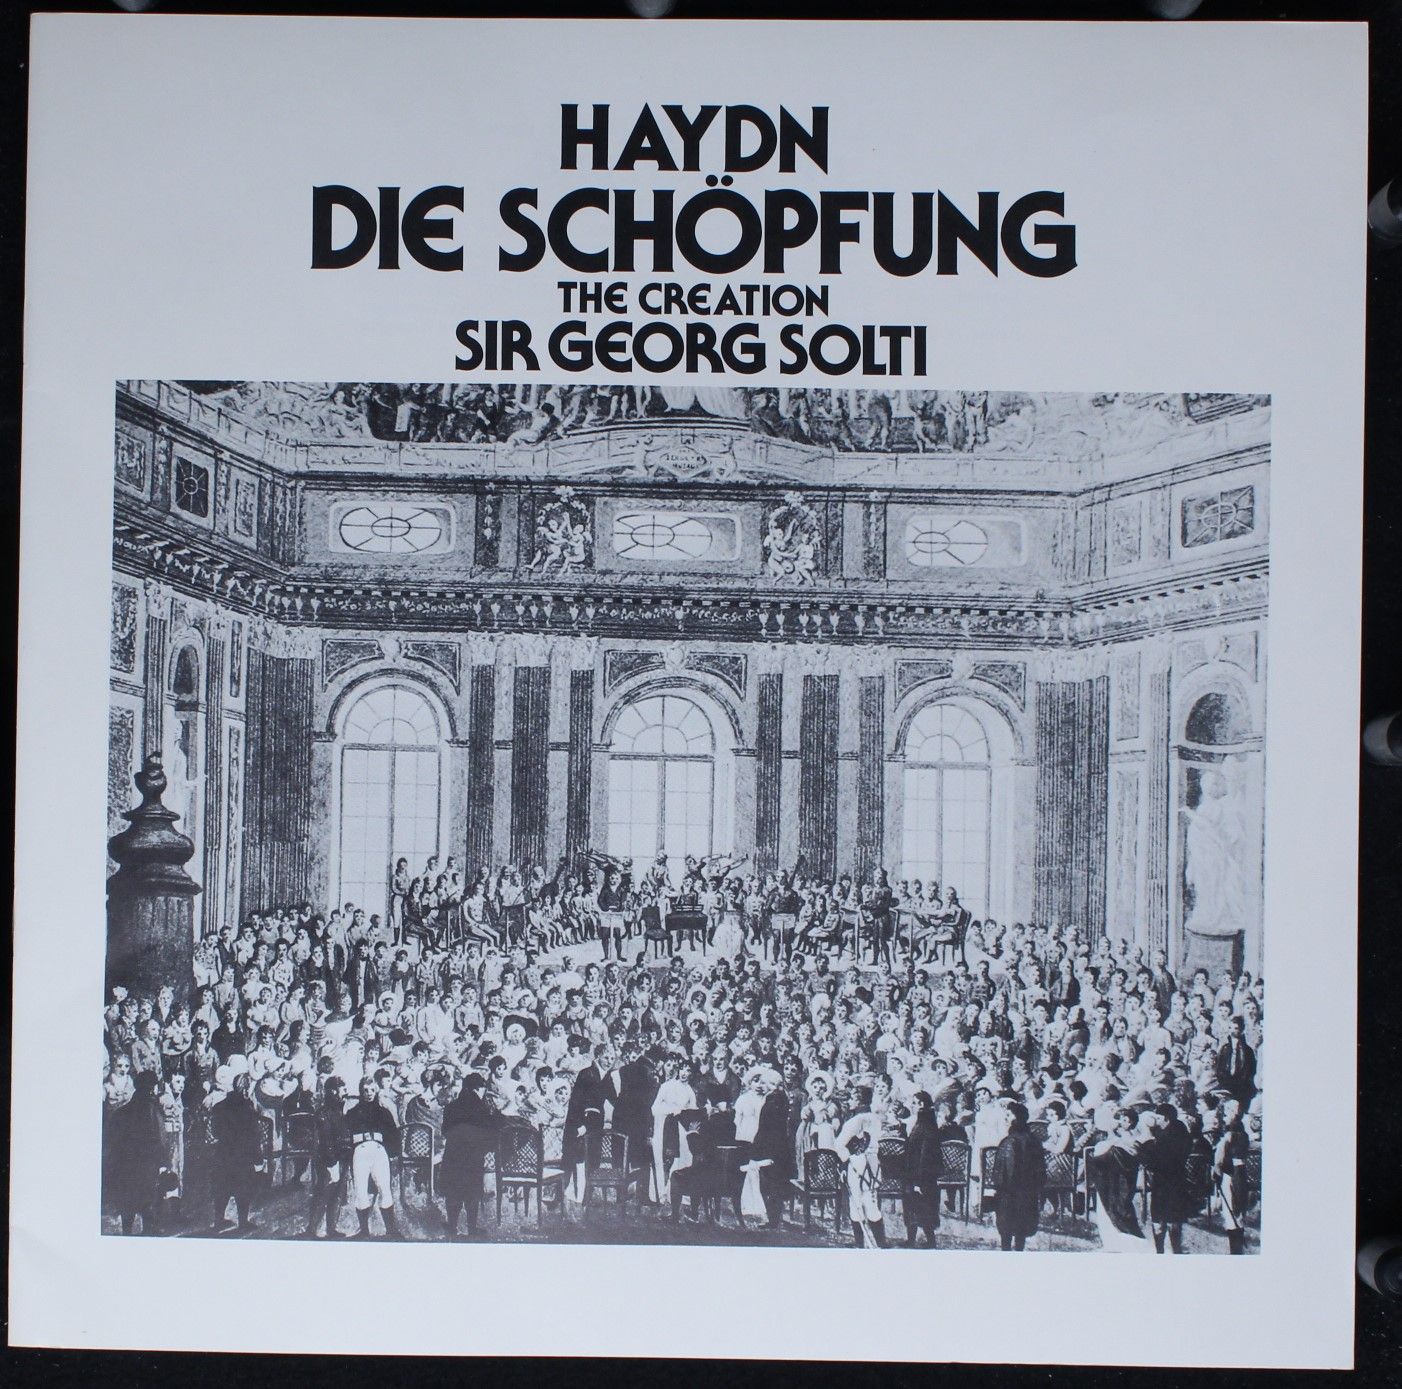 HAYDN
DIE SCHÖPFUNG
THE CREATION
SIR GEORG SOLTI